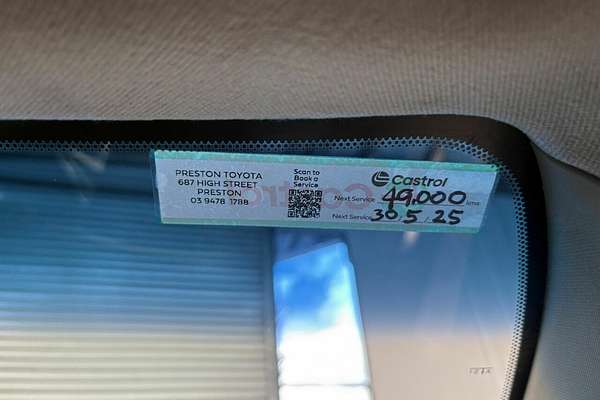 PRESTON TOYOTA
687 HIGH STREET
PRESTON
03 9478 1788
Scan to
Book a
Service
Castrol
Next Service 49,000 kms
Next Service 30 / 5 / 25